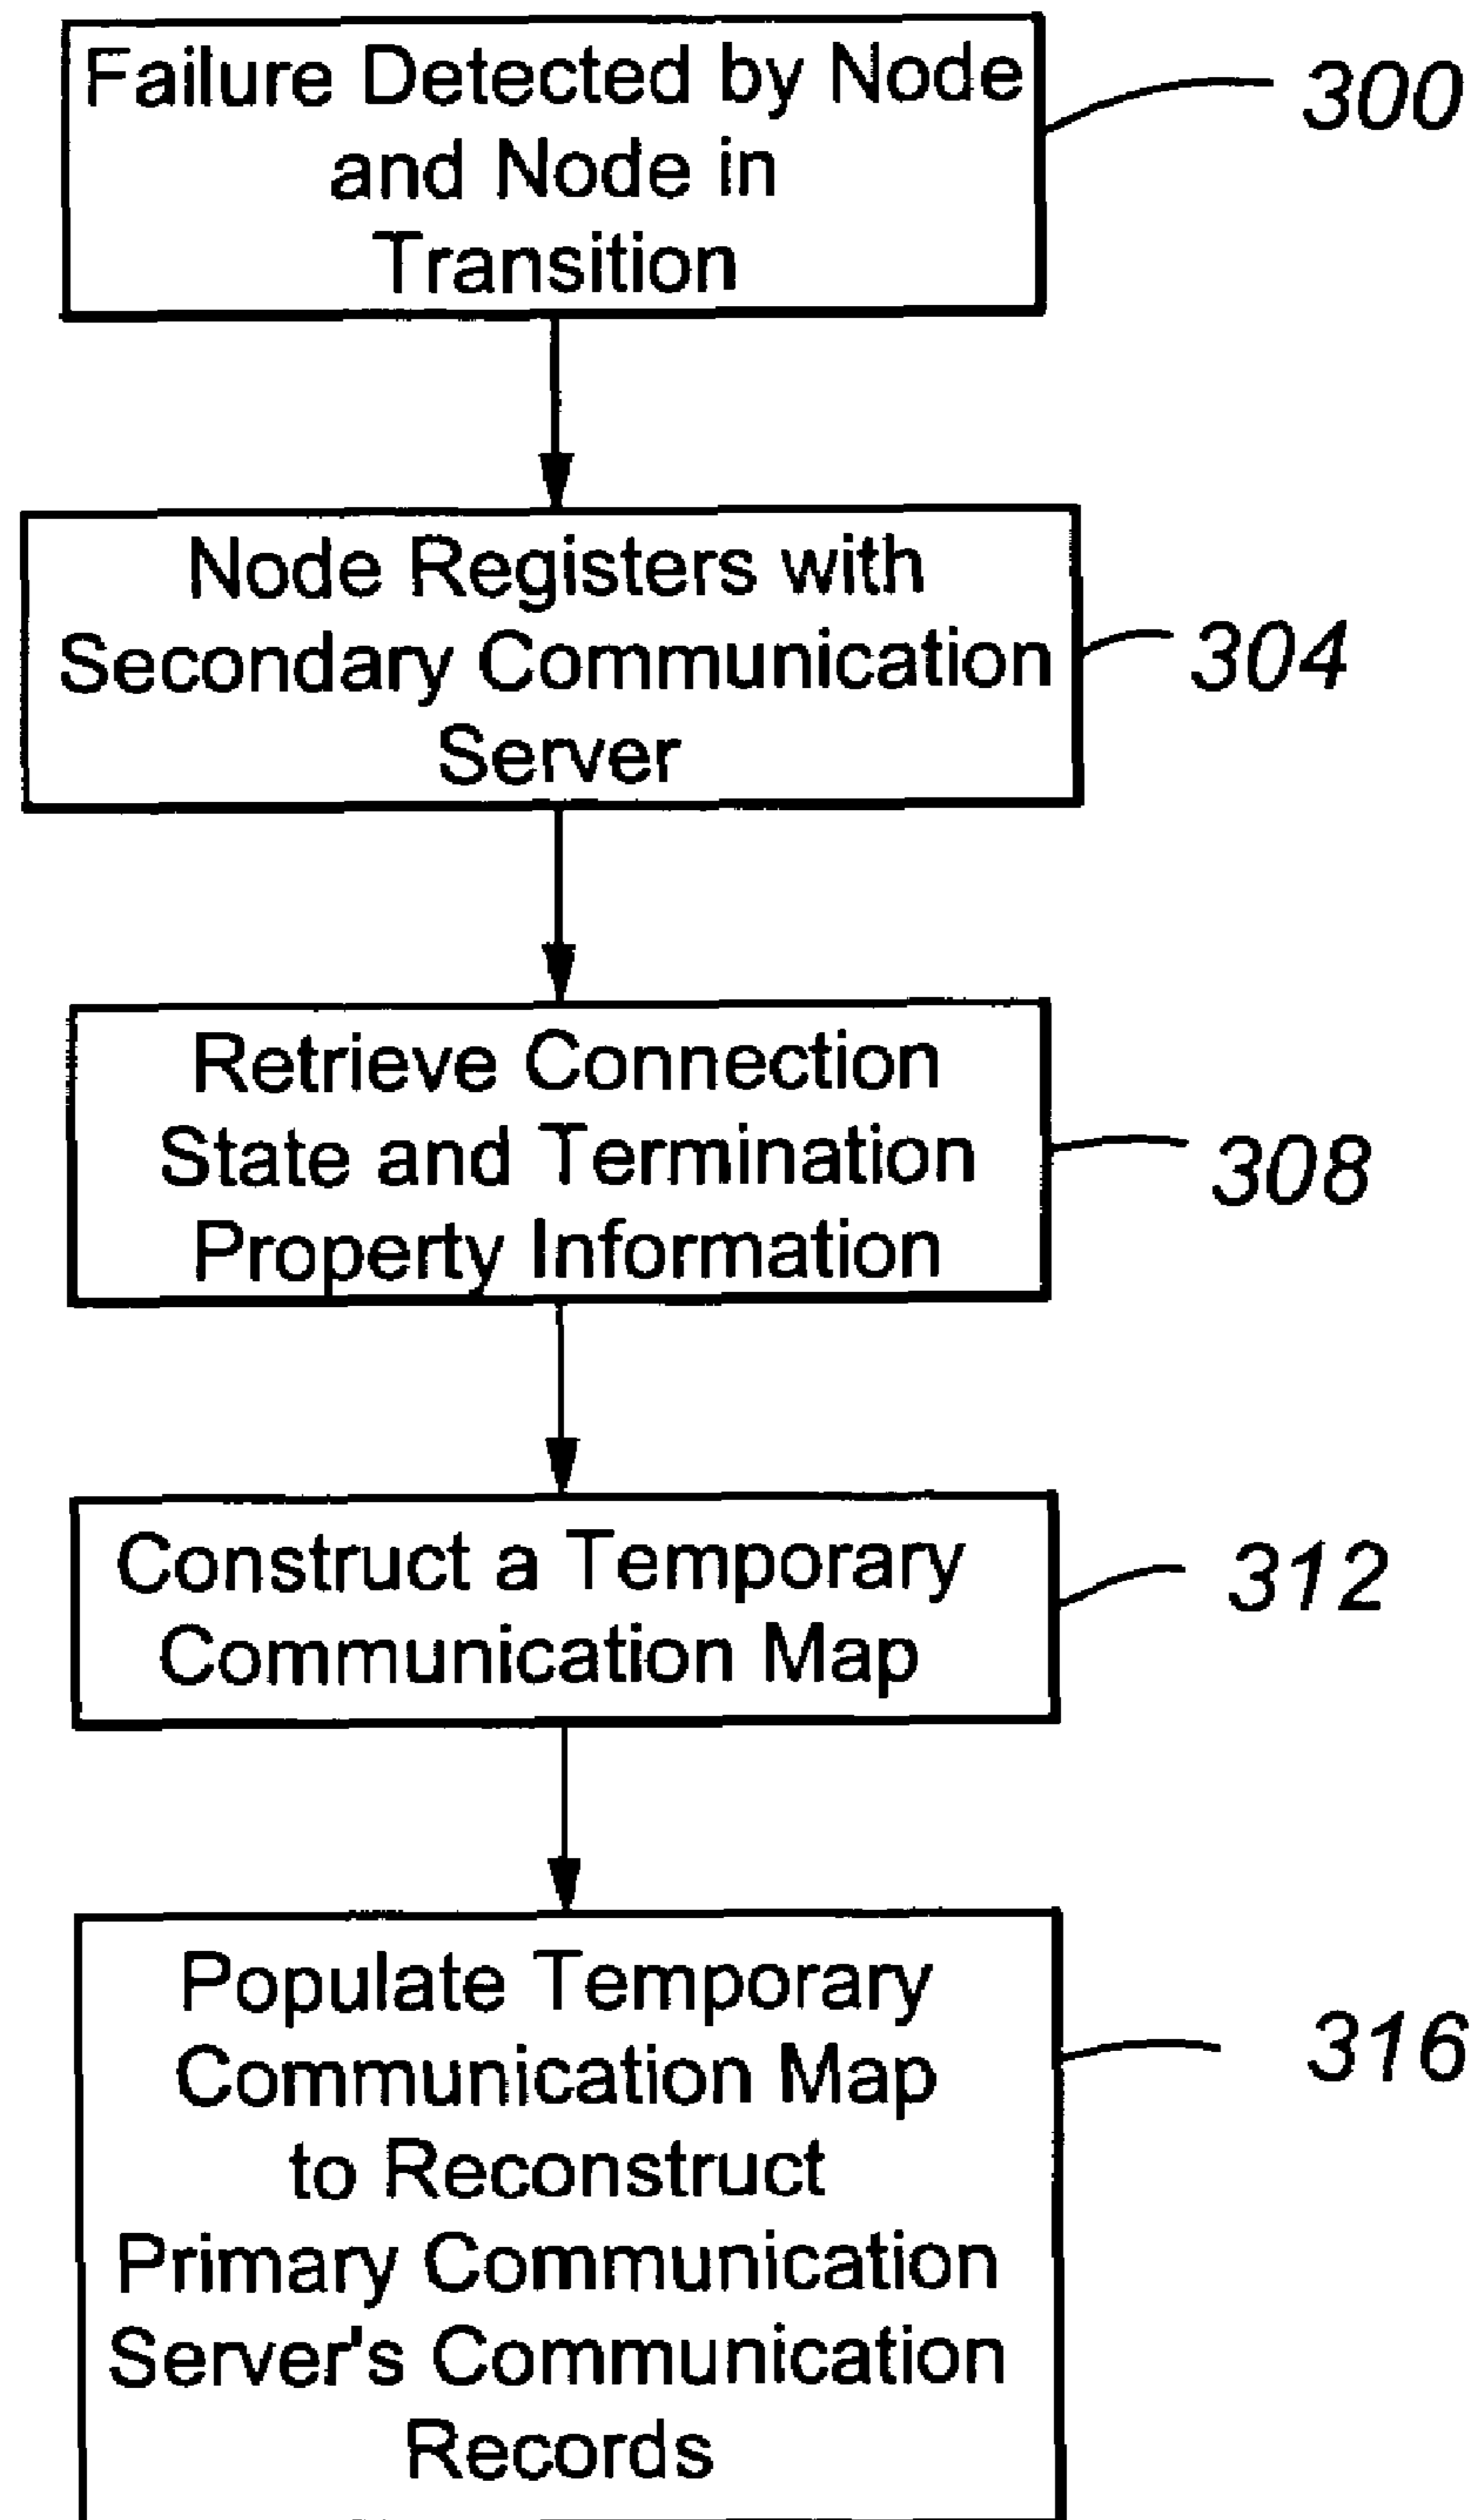 Failure Detected by Node
and Node in
Transition
300
Node Registers with
Secondary Communication
Server
304
Retrieve Connection
State and Termination
Property Information
308
Construct a Temporary
Communication Map
312
Populate Temporary
Communication Map
to Reconstruct
Primary Communication
Server's Communication
Records
316